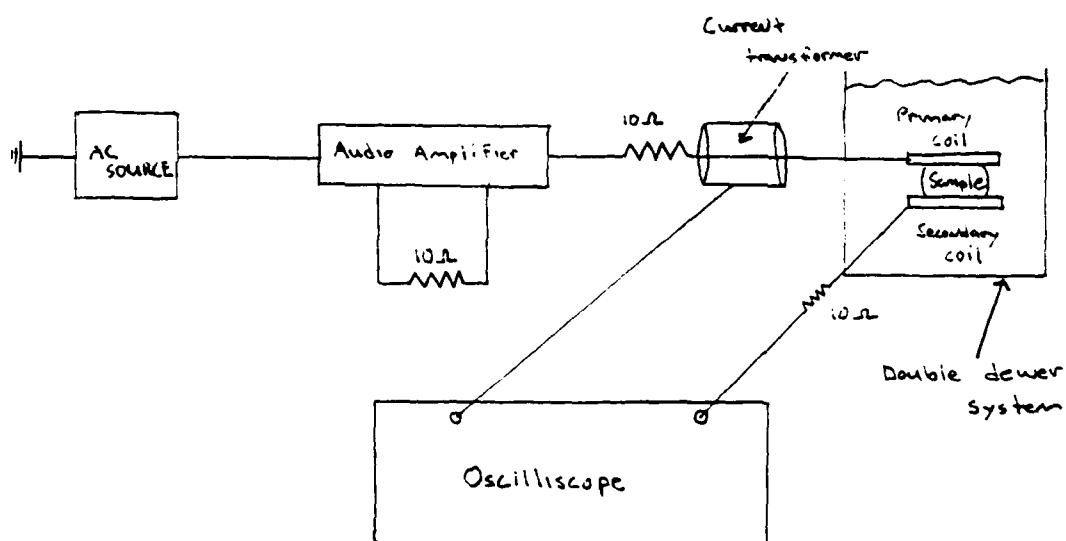 Current
transformer
AC
SOURCE
Audio Amplifier
10Ω
10Ω
Primary
coil
Sample
Secondary
coil
10Ω
Double dewer
system
Oscilliscope